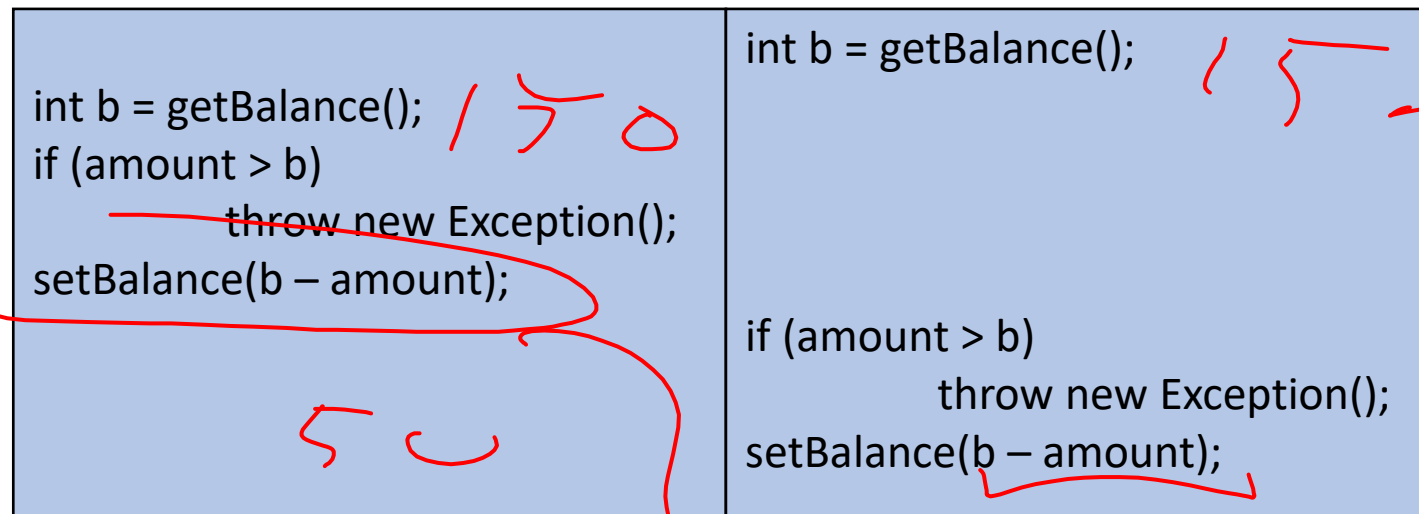 int b = getBalance(); 150
if (amount > b)
throw new Exception();
setBalance(b – amount);
50
int b = getBalance(); 15
if (amount > b)
throw new Exception();
setBalance(b – amount);